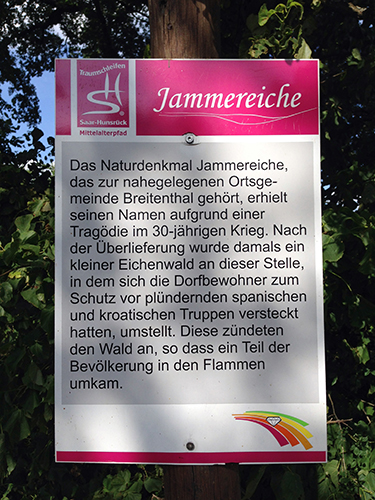 Traumschleifen
SH®
Saar-Hunsrück
Mittelalterpfad
Jammereiche
Das Naturdenkmal Jammereiche,
das zur nahegelegenen Ortsge-
meinde Breitenthal gehört, erhielt
seinen Namen aufgrund einer
Tragödie im 30-jährigen Krieg. Nach
der Überlieferung wurde damals ein
kleiner Eichenwald an dieser Stelle,
in dem sich die Dorfbewohner zum
Schutz vor plündernden spanischen
und kroatischen Truppen versteckt
hatten, umstellt. Diese zündeten
den Wald an, so dass ein Teil der
Bevölkerung in den Flammen
umkam.